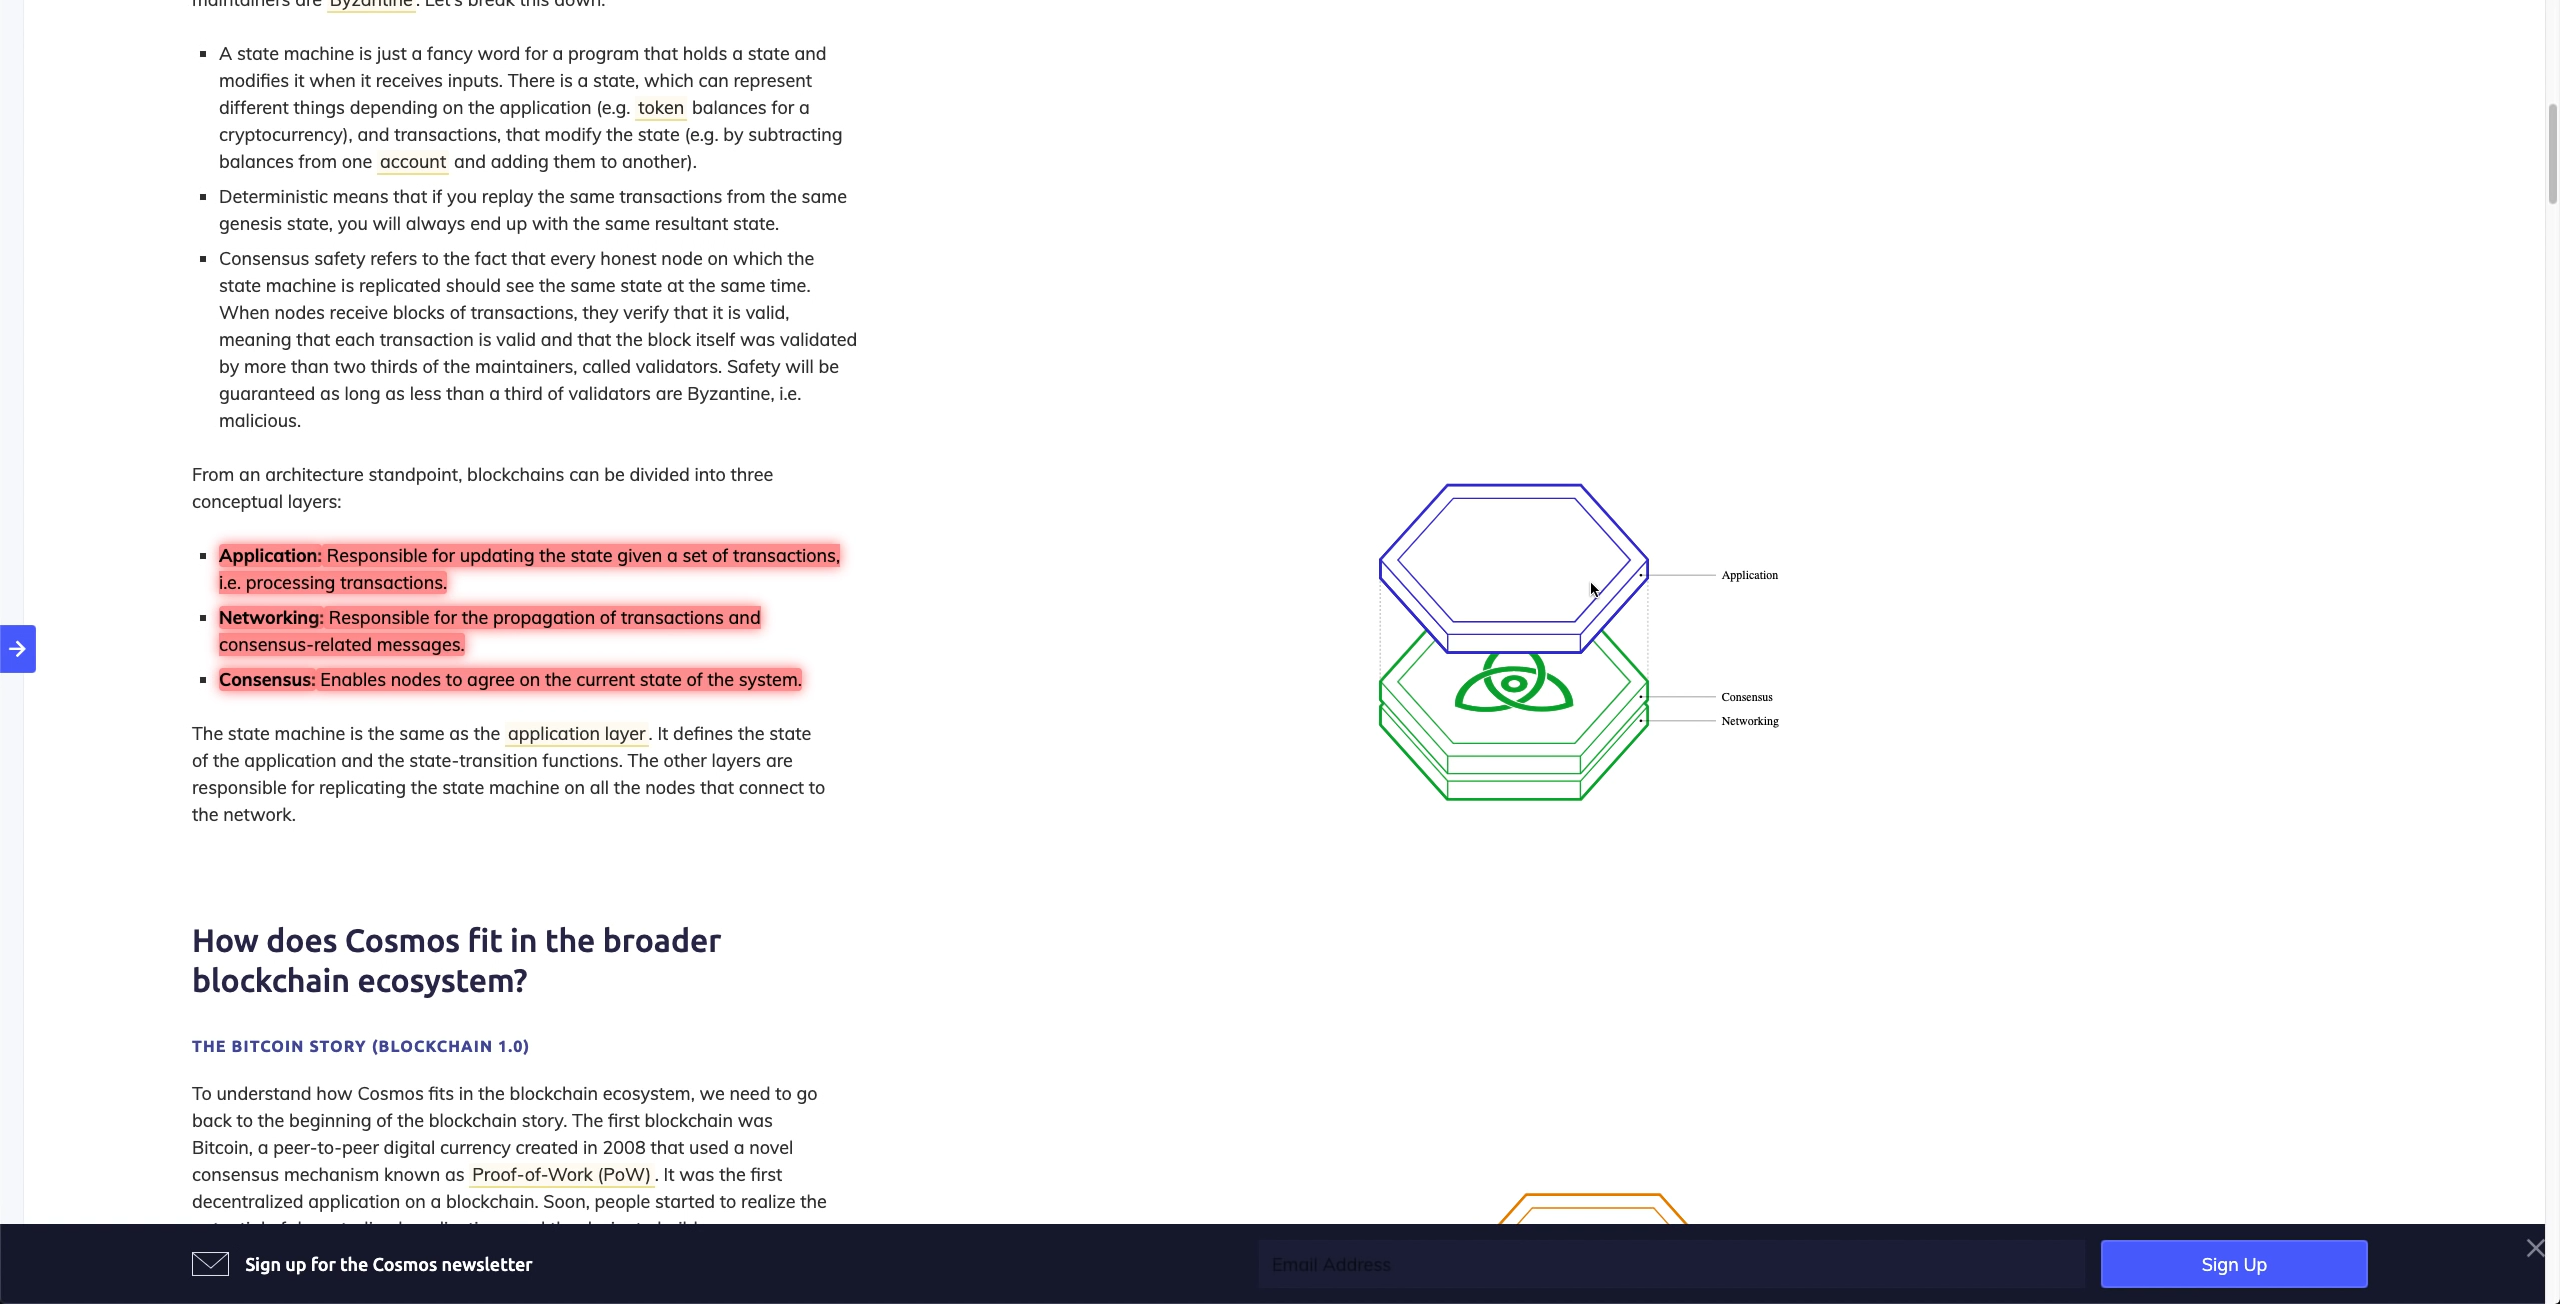 maintainers are Byzantine. Let's break this down:
A state machine is just a fancy word for a program that holds a state and
modifies it when it receives inputs. There is a state, which can represent
different things depending on the application (e.g. token balances for a
cryptocurrency), and transactions, that modify the state (e.g. by subtracting
balances from one account and adding them to another).
Deterministic means that if you replay the same transactions from the same
genesis state, you will always end up with the same resultant state.
Consensus safety refers to the fact that every honest node on which the
state machine is replicated should see the same state at the same time.
When nodes receive blocks of transactions, they verify that it is valid,
meaning that each transaction is valid and that the block itself was validated
by more than two thirds of the maintainers, called validators. Safety will be
guaranteed as long as less than a third of validators are Byzantine, i.e.
malicious.
From an architecture standpoint, blockchains can be divided into three
conceptual layers:
Application: Responsible for updating the state given a set of transactions,
i.e. processing transactions.
Networking: Responsible for the propagation of transactions and
consensus-related messages.
Consensus: Enables nodes to agree on the current state of the system.
The state machine is the same as the application layer. It defines the state
of the application and the state-transition functions. The other layers are
responsible for replicating the state machine on all the nodes that connect to
the network.
Application
Consensus
Networking
How does Cosmos fit in the broader
blockchain ecosystem?
THE BITCOIN STORY (BLOCKCHAIN 1.0)
To understand how Cosmos fits in the blockchain ecosystem, we need to go
back to the beginning of the blockchain story. The first blockchain was
Bitcoin, a peer-to-peer digital currency created in 2008 that used a novel
consensus mechanism known as Proof-of-Work (PoW). It was the first
decentralized application on a blockchain. Soon, people started to realize the
Sign up for the Cosmos newsletter
Email Address
Sign Up